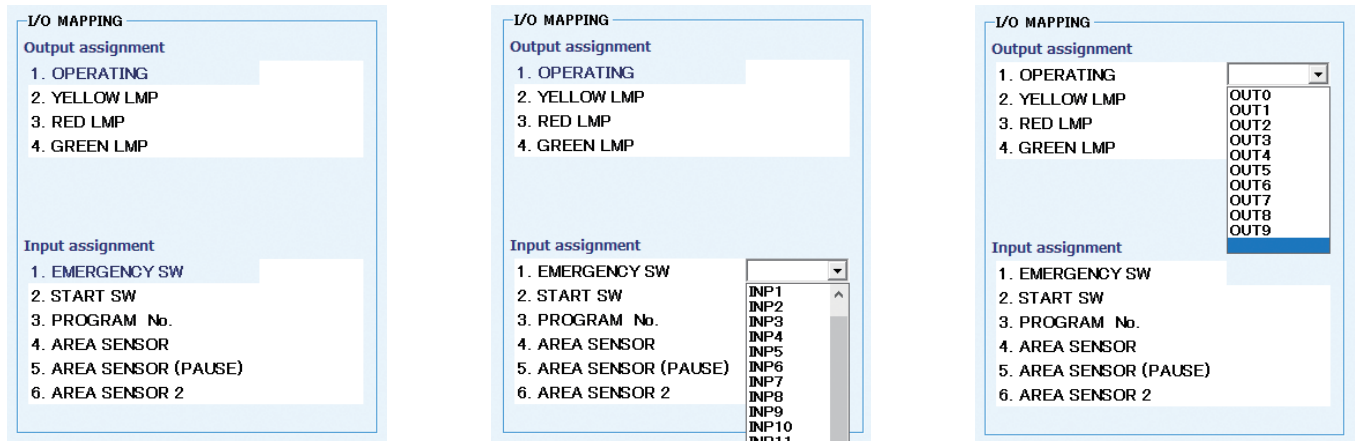 I/O MAPPING
Output assignment
1. OPERATING
2. YELLOW LMP
3. RED LMP
4. GREEN LMP
Input assignment
1. EMERGENCY SW
2. START SW
3. PROGRAM No.
4. AREA SENSOR
5. AREA SENSOR (PAUSE)
6. AREA SENSOR 2
I/O MAPPING
Output assignment
1. OPERATING
2. YELLOW LMP
3. RED LMP
4. GREEN LMP
Input assignment
1. EMERGENCY SW
2. START SW
3. PROGRAM No.
4. AREA SENSOR
5. AREA SENSOR (PAUSE)
6. AREA SENSOR 2
INP1
INP2
INP3
INP4
INP5
INP6
INP7
INP8
INP9
INP10
INP11
I/O MAPPING
Output assignment
1. OPERATING
2. YELLOW LMP
3. RED LMP
4. GREEN LMP
OUT0
OUT1
OUT2
OUT3
OUT4
OUT5
OUT6
OUT7
OUT8
OUT9
Input assignment
1. EMERGENCY SW
2. START SW
3. PROGRAM No.
4. AREA SENSOR
5. AREA SENSOR (PAUSE)
6. AREA SENSOR 2